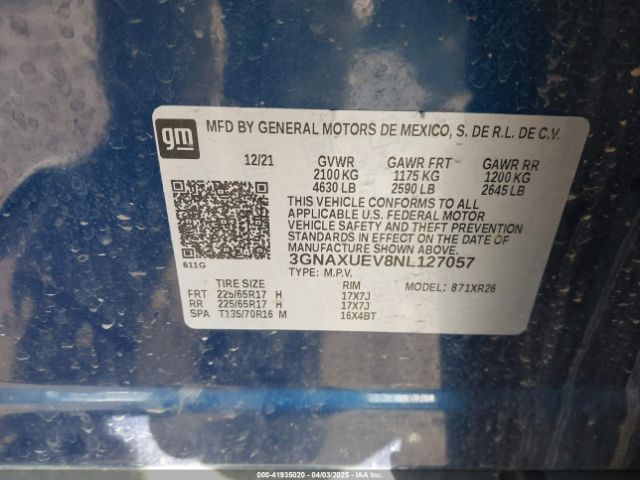 gm
MFD BY GENERAL MOTORS DE MEXICO, S. DE R.L. DE C.V.
12/21 GVWR GAWR FRT GAWR RR
2100 KG 1175 KG 1200 KG
4630 LB 2590 LB 2645 LB
THIS VEHICLE CONFORMS TO ALL
APPLICABLE U.S. FEDERAL MOTOR
VEHICLE SAFETY AND THEFT PREVENTION
STANDARDS IN EFFECT ON THE DATE
OF MANUFACTURE SHOWN ABOVE.
611G
3GNAXUEV8NL127057
TYPE: M.P.V. MODEL: 871XR26
TIRE SIZE RIM
FRT 225/65R17 H 17X7J
RR 225/65R17 H 17X7J
SPA T135/70R16 M 16X4BT
000-41935020 - 04/03/2025 - IAAI.COM